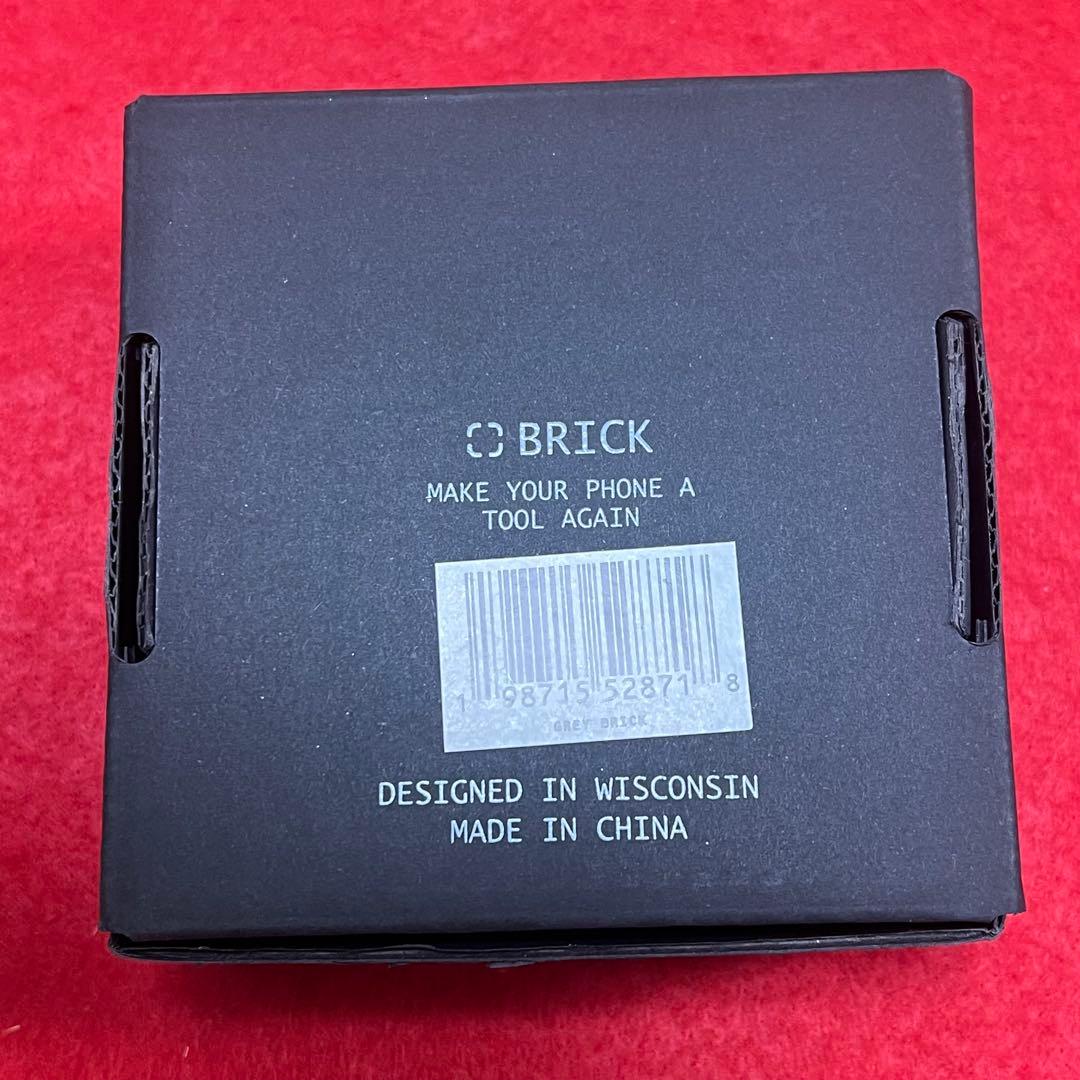 BRICK
MAKE YOUR PHONE A
TOOL AGAIN
1 98715 52871 8
GREY BRICK
DESIGNED IN WISCONSIN
MADE IN CHINA